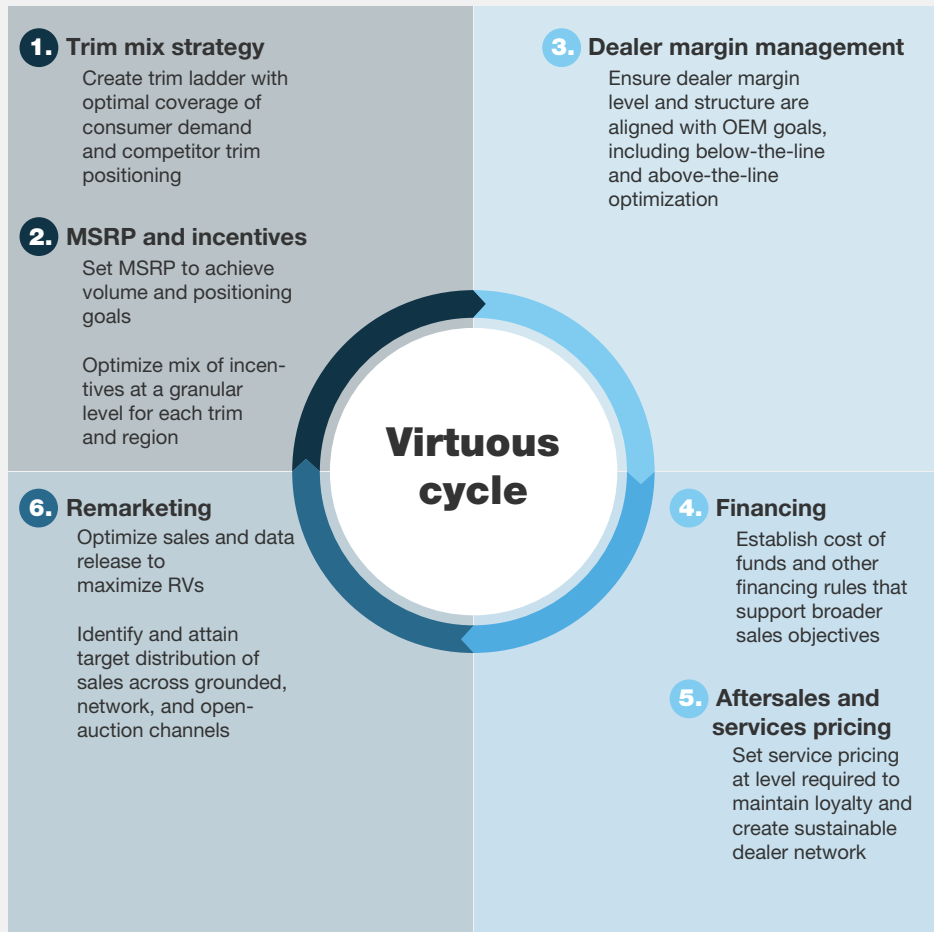 1. Trim mix strategy
Create trim ladder with
optimal coverage of
consumer demand
and competitor trim
positioning
2. MSRP and incentives
Set MSRP to achieve
volume and positioning
goals
Optimize mix of incen-
tives at a granular
level for each trim
and region
3. Dealer margin management
Ensure dealer margin
level and structure are
aligned with OEM goals,
including below-the-line
and above-the-line
optimization
Virtuous
cycle
4. Financing
Establish cost of
funds and other
financing rules that
support broader
sales objectives
5. Aftersales and
services pricing
Set service pricing
at level required to
maintain loyalty and
create sustainable
dealer network
6. Remarketing
Optimize sales and data
release to
maximize RVs
Identify and attain
target distribution of
sales across grounded,
network, and open-
auction channels